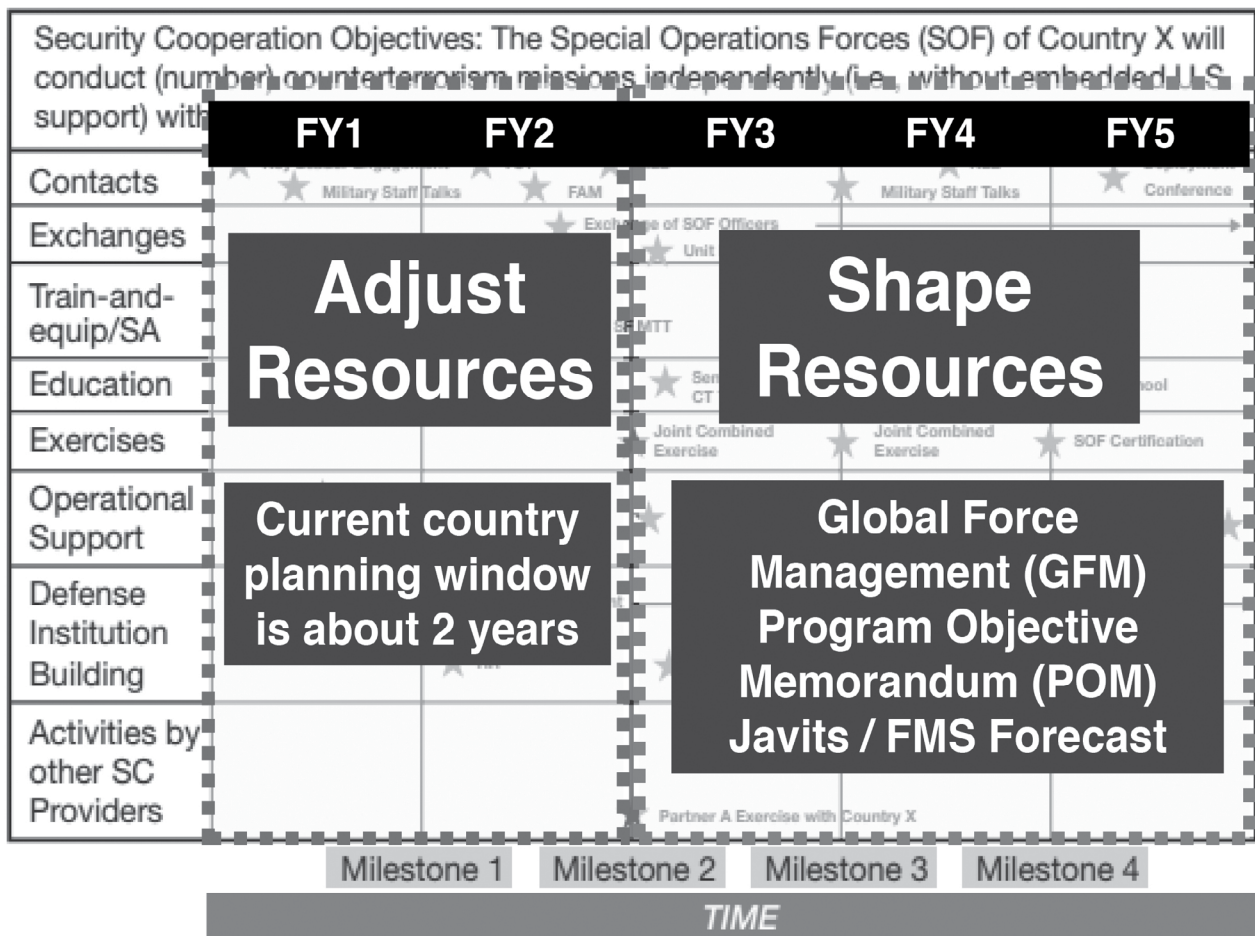 Security Cooperation Objectives: The Special Operations Forces (SOF) of Country X will
conduct (number) counterterrorism missions independently (i.e., without embedded U.S.
support) with
FY1 FY2 FY3 FY4 FY5
Contacts
Military Staff Talks FAM Military Staff Talks Conference
Exchanges
Exchange of SOF Officers
Unit
Adjust
Resources
Shape
Resources
Train-and-
equip/SA
MTT
Education
CT
Exercises
Joint Combined
Exercise
Joint Combined
Exercise
SOF Certification
Operational
Support
Current country
planning window
is about 2 years
Global Force
Management (GFM)
Program Objective
Memorandum (POM)
Javits / FMS Forecast
Defense
Institution
Building
Activities by
other SC
Providers
Partner A Exercise with Country X
Milestone 1 Milestone 2 Milestone 3 Milestone 4
TIME